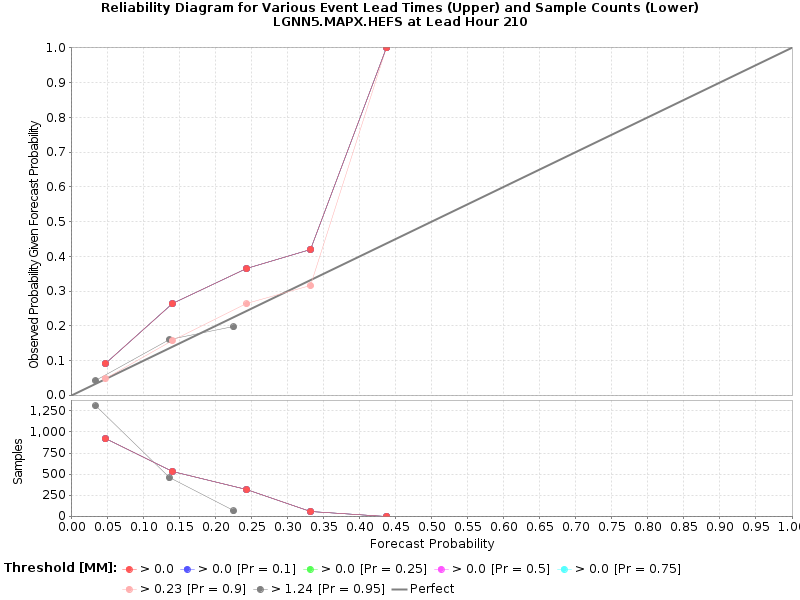 Reliability Diagram for Various Event Lead Times (Upper) and Sample Counts (Lower)
LGNN5.MAPX.HEFS at Lead Hour 210
Observed Probability Given Forecast Probability
1.0
0.9
0.8
0.7
0.6
0.5
0.4
0.3
0.2
0.1
0.0
Samples
1,250
1,000
750
500
250
0
0.00 0.05 0.10 0.15 0.20 0.25 0.30 0.35 0.40 0.45 0.50 0.55 0.60 0.65 0.70 0.75 0.80 0.85 0.90 0.95 1.0
Forecast Probability
Threshold [MM]: > 0.0 > 0.0 [Pr = 0.1] > 0.0 [Pr = 0.25] > 0.0 [Pr = 0.5] > 0.0 [Pr = 0.75]
> 0.23 [Pr = 0.9] > 1.24 [Pr = 0.95] Perfect